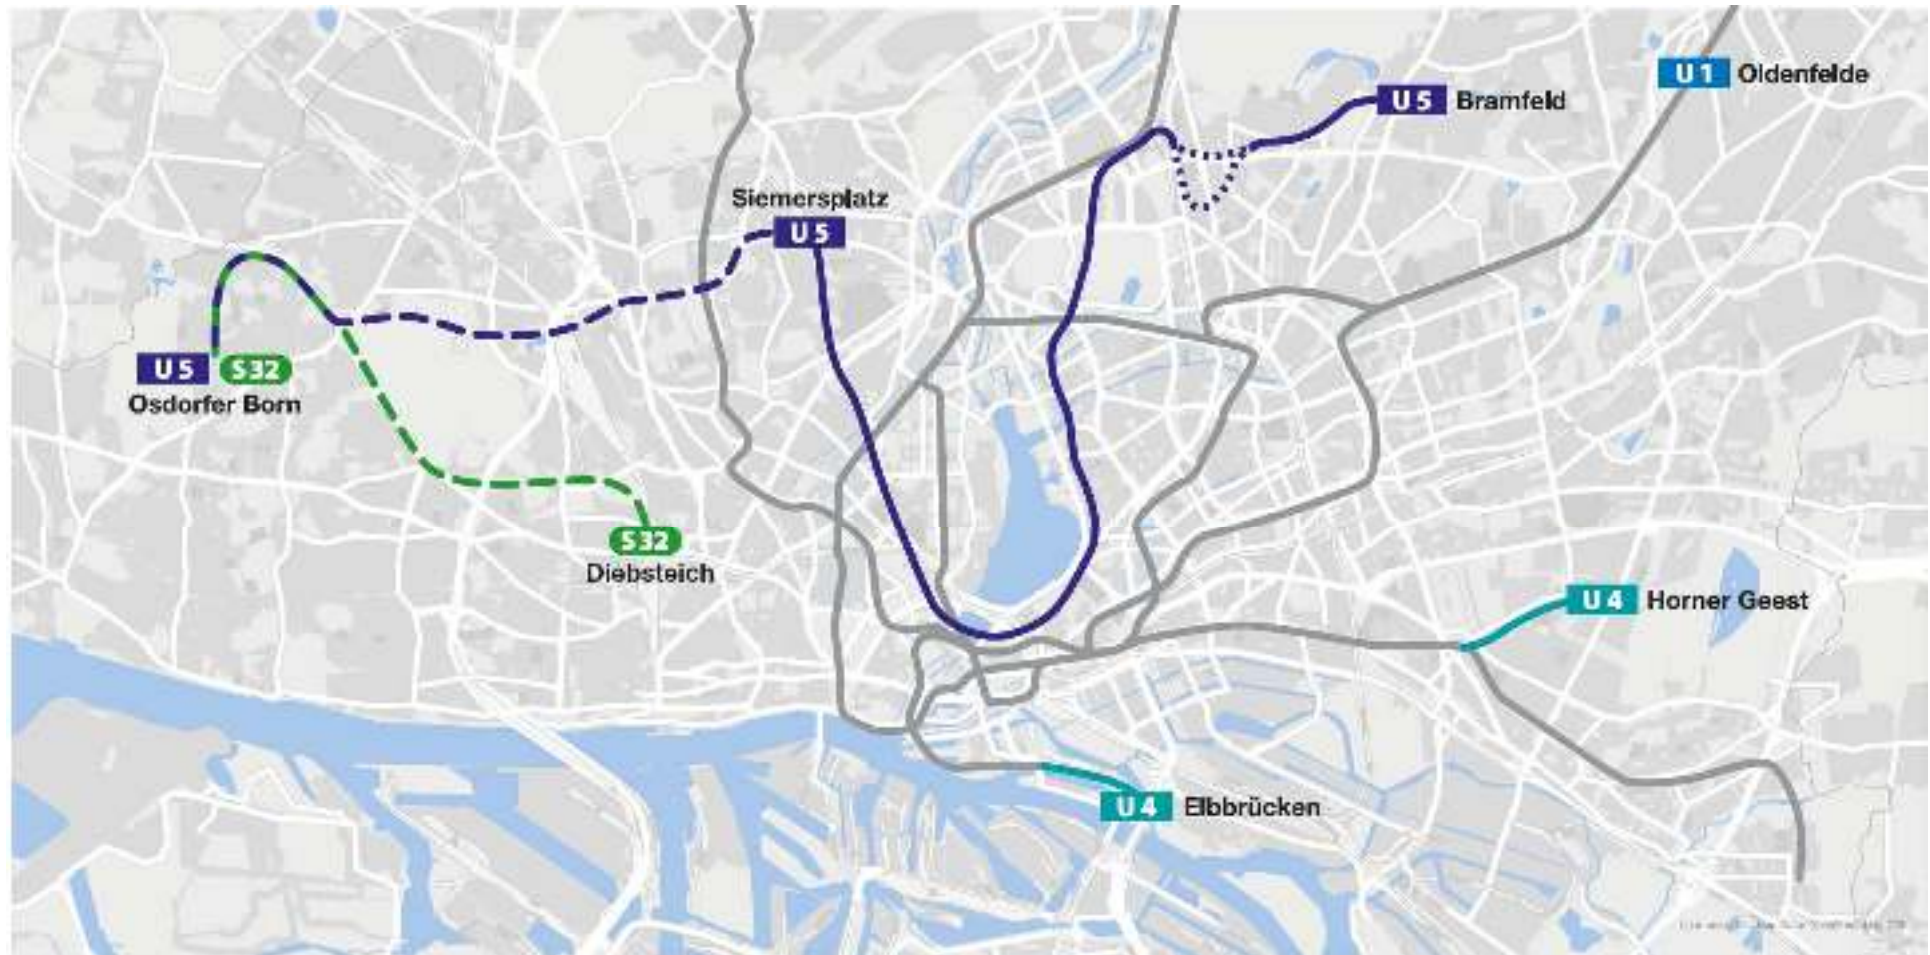 U1 Oldenfelde
U5 Bramfeld
Siemersplatz
U5
U5 S32
Osdorfer Born
S32
Diebsteich
U4 Horner Geest
U4 Elbbrücken